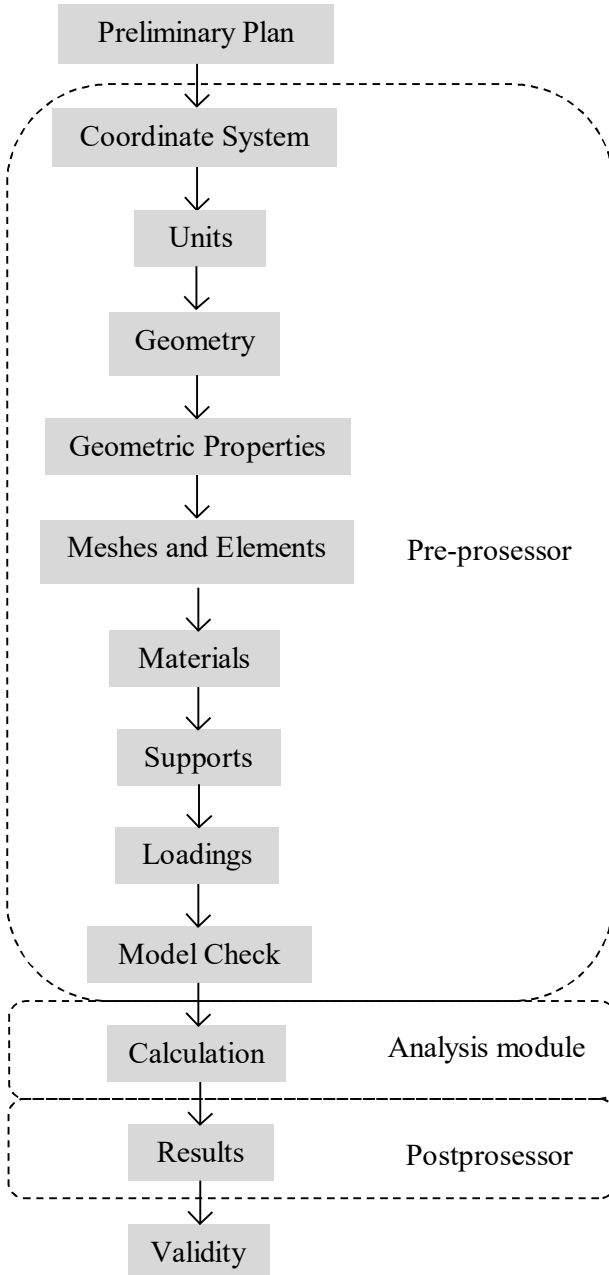 Preliminary Plan
Coordinate System
Units
Geometry
Geometric Properties
Meshes and Elements
Pre-prosessor
Materials
Supports
Loadings
Model Check
Calculation
Analysis module
Results
Postprosessor
Validity